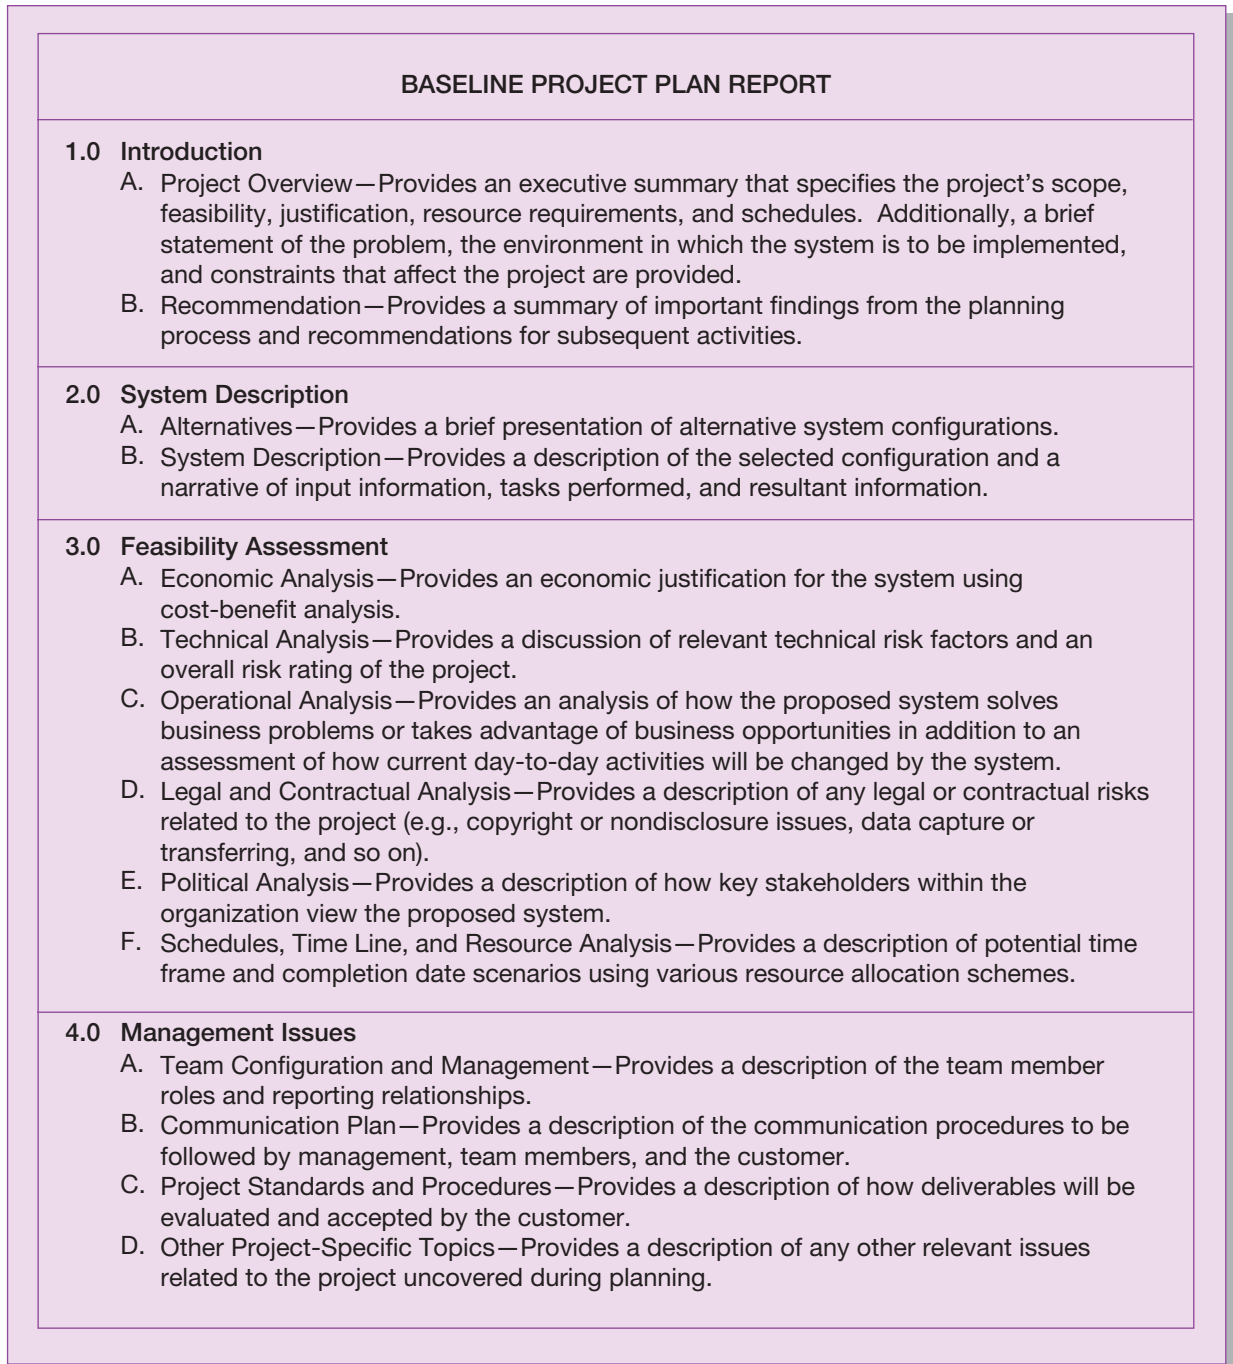 BASELINE PROJECT PLAN REPORT
1.0 Introduction
A. Project Overview—Provides an executive summary that specifies the project's scope,
feasibility, justification, resource requirements, and schedules. Additionally, a brief
statement of the problem, the environment in which the system is to be implemented,
and constraints that affect the project are provided.
B. Recommendation—Provides a summary of important findings from the planning
process and recommendations for subsequent activities.
2.0 System Description
A. Alternatives—Provides a brief presentation of alternative system configurations.
B. System Description—Provides a description of the selected configuration and a
narrative of input information, tasks performed, and resultant information.
3.0 Feasibility Assessment
A. Economic Analysis—Provides an economic justification for the system using
cost-benefit analysis.
B. Technical Analysis—Provides a discussion of relevant technical risk factors and an
overall risk rating of the project.
C. Operational Analysis—Provides an analysis of how the proposed system solves
business problems or takes advantage of business opportunities in addition to an
assessment of how current day-to-day activities will be changed by the system.
D. Legal and Contractual Analysis—Provides a description of any legal or contractual risks
related to the project (e.g., copyright or nondisclosure issues, data capture or
transferring, and so on).
E. Political Analysis—Provides a description of how key stakeholders within the
organization view the proposed system.
F. Schedules, Time Line, and Resource Analysis—Provides a description of potential time
frame and completion date scenarios using various resource allocation schemes.
4.0 Management Issues
A. Team Configuration and Management—Provides a description of the team member
roles and reporting relationships.
B. Communication Plan—Provides a description of the communication procedures to be
followed by management, team members, and the customer.
C. Project Standards and Procedures—Provides a description of how deliverables will be
evaluated and accepted by the customer.
D. Other Project-Specific Topics—Provides a description of any other relevant issues
related to the project uncovered during planning.